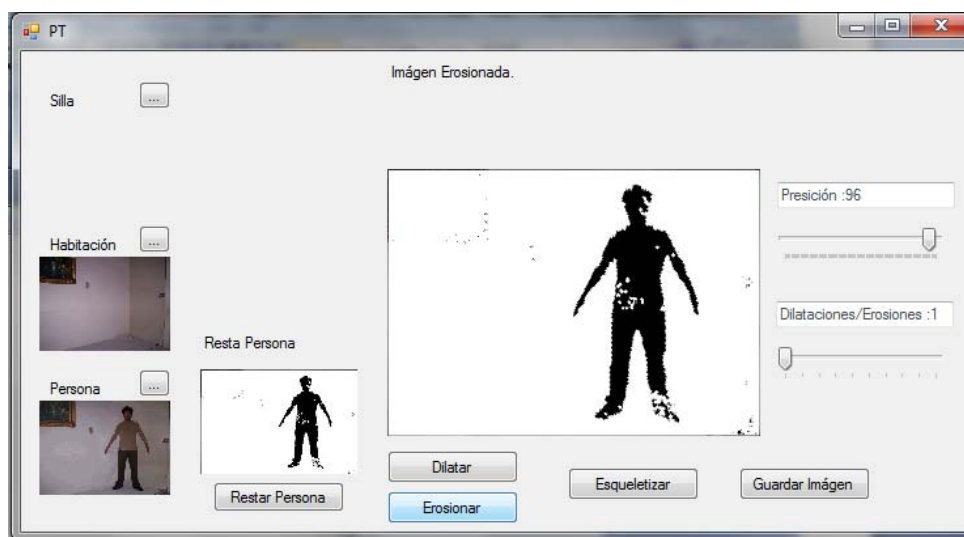 PT
Imágen Erosionada.
Silla
...
Presición :96
Habitación
...
Dilataciones/Erosiones :1
Resta Persona
Persona
...
Dilatar
Esqueletizar
Guardar Imágen
Restar Persona
Erosionar